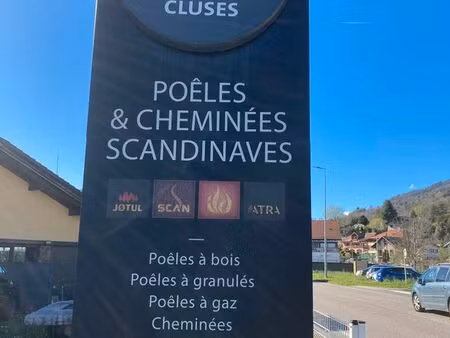 CLUSES
POÊLES
& CHEMINÉES
SCANDINAVES
JØTUL SCAN ATRA
Poêles à bois
Poêles à granulés
Poêles à gaz
Cheminées